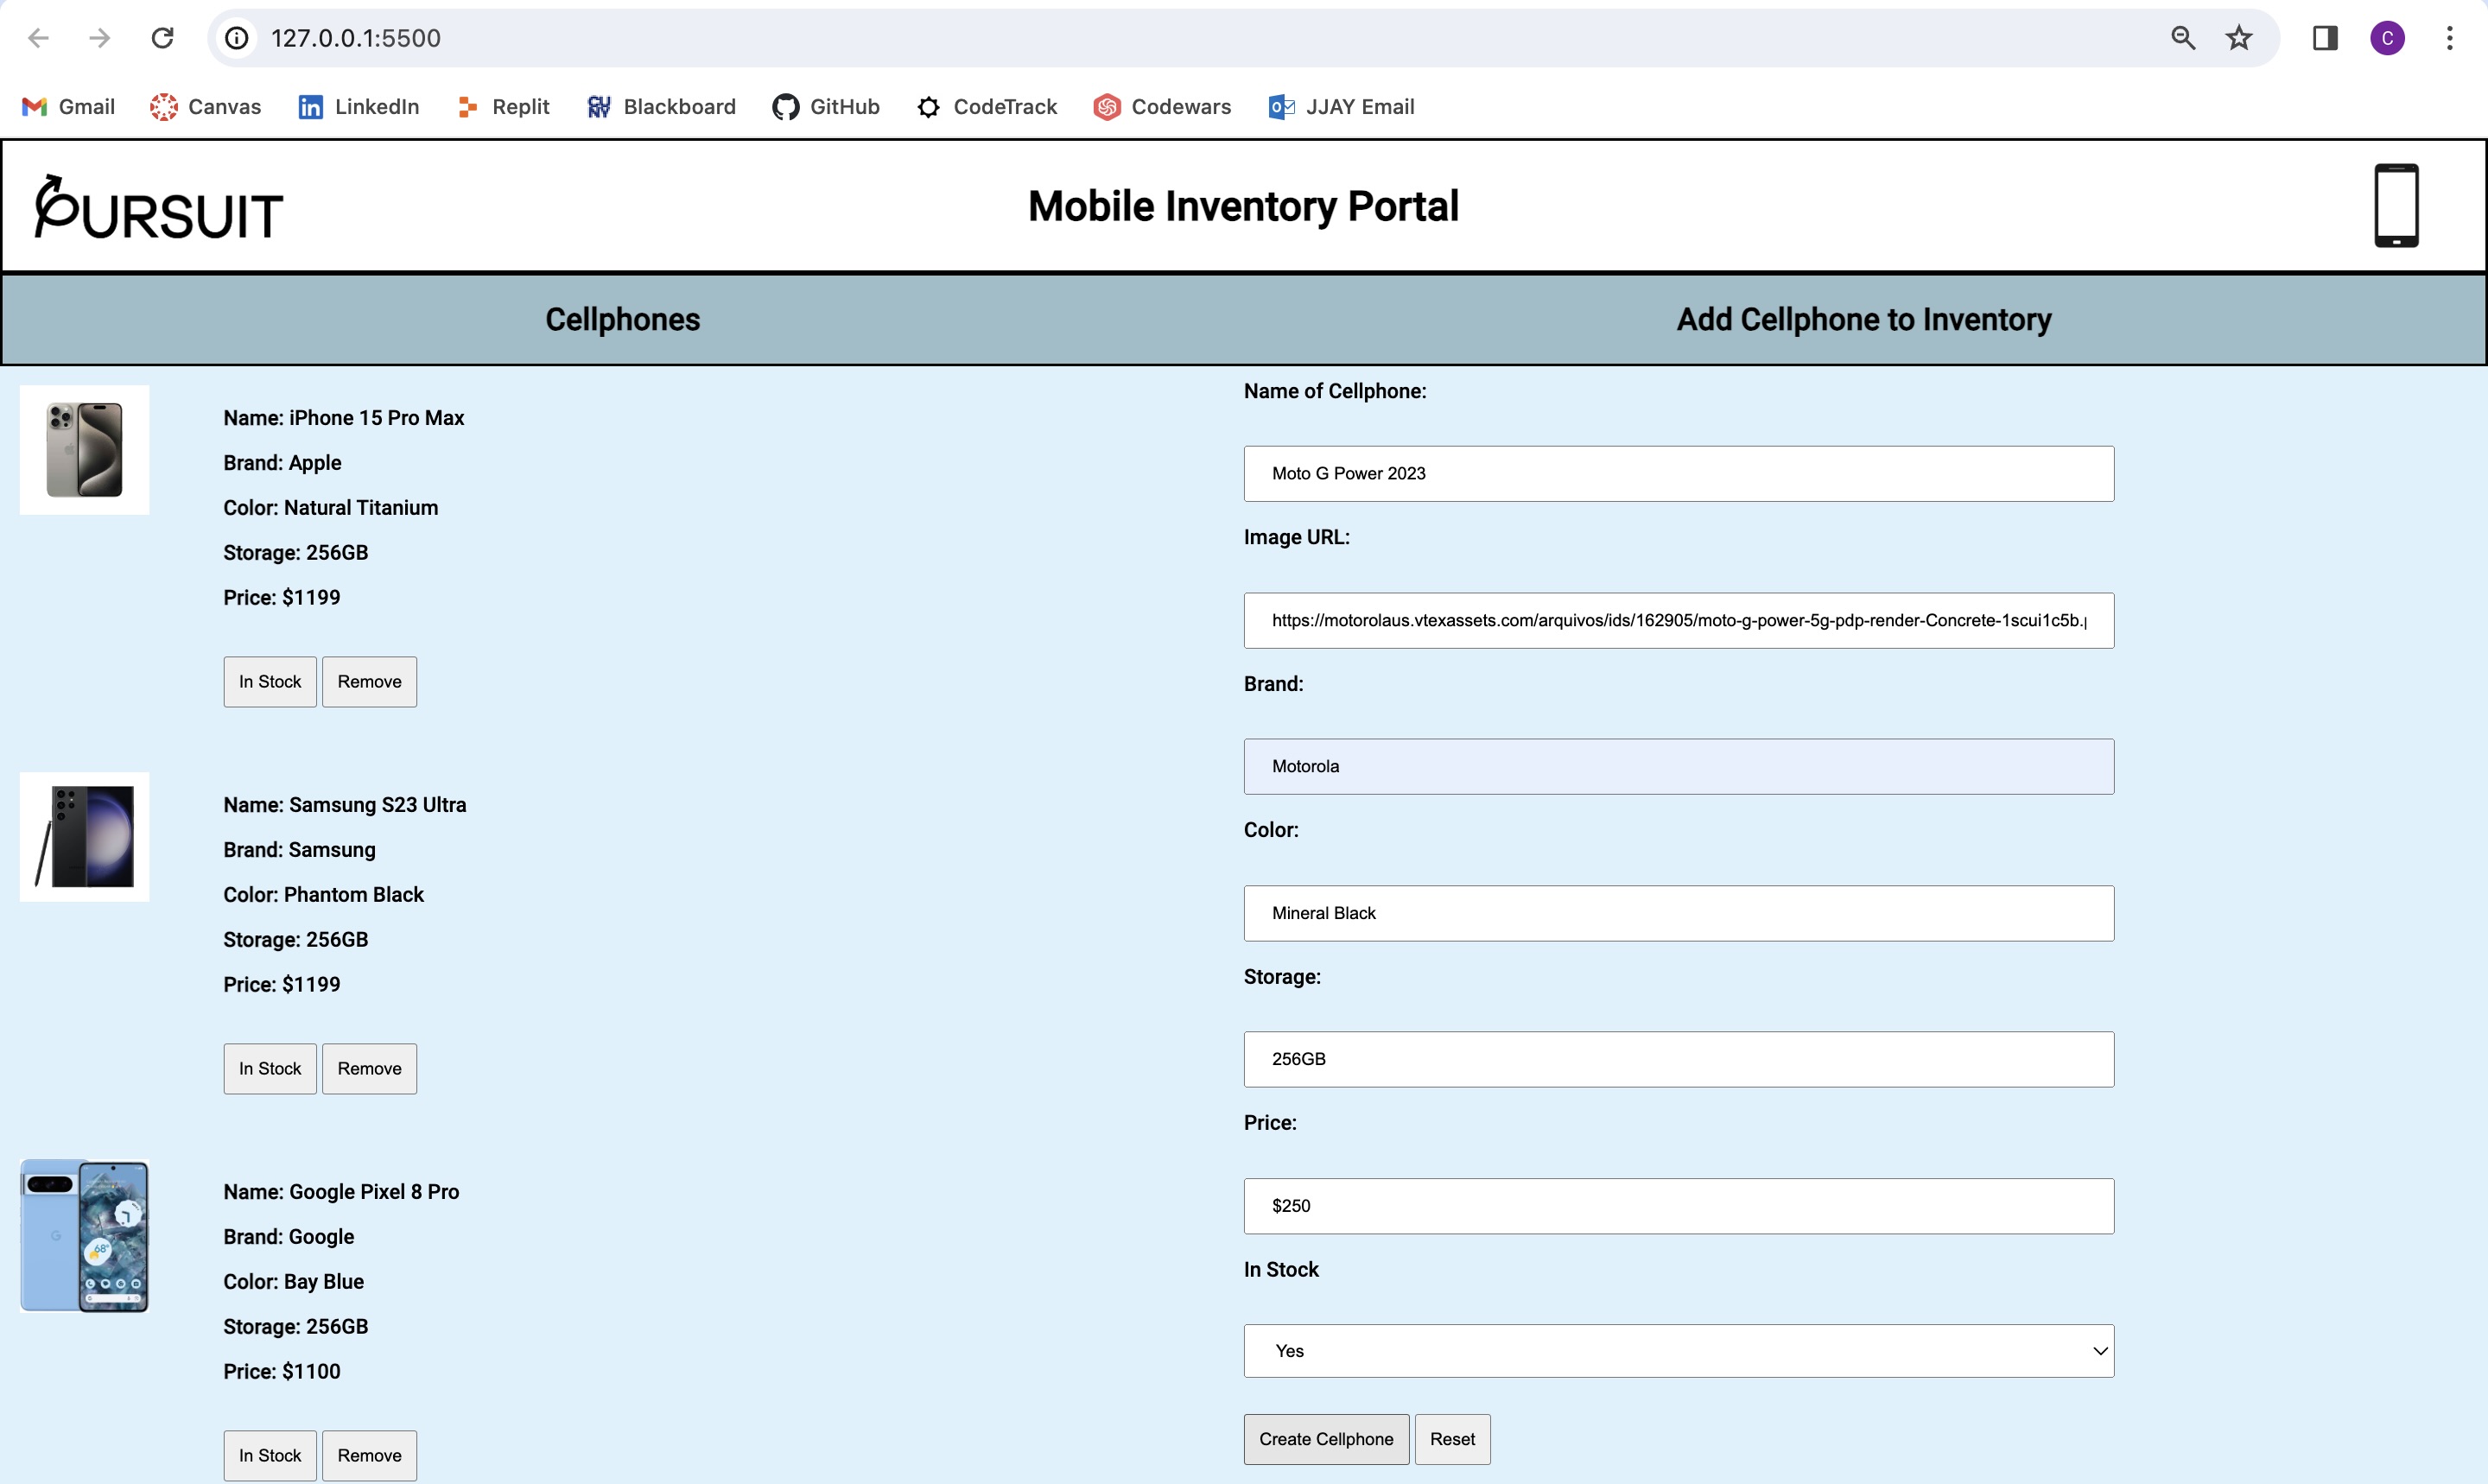 127.0.0.1:5500
C
Gmail Canvas LinkedIn Replit Blackboard GitHub CodeTrack Codewars JJAY Email
PURSUIT
Mobile Inventory Portal
Cellphones
Name: iPhone 15 Pro Max
Brand: Apple
Color: Natural Titanium
Storage: 256GB
Price: $1199
In Stock Remove
Name: Samsung S23 Ultra
Brand: Samsung
Color: Phantom Black
Storage: 256GB
Price: $1199
In Stock Remove
68°
Name: Google Pixel 8 Pro
Brand: Google
Color: Bay Blue
Storage: 256GB
Price: $1100
In Stock Remove
Add Cellphone to Inventory
Name of Cellphone:
Moto G Power 2023
Image URL:
https://motorolaus.vtexassets.com/arquivos/ids/162905/moto-g-power-5g-pdp-render-Concrete-1scui1c5b.
Brand:
Motorola
Color:
Mineral Black
Storage:
256GB
Price:
$250
In Stock
Yes
Create Cellphone Reset